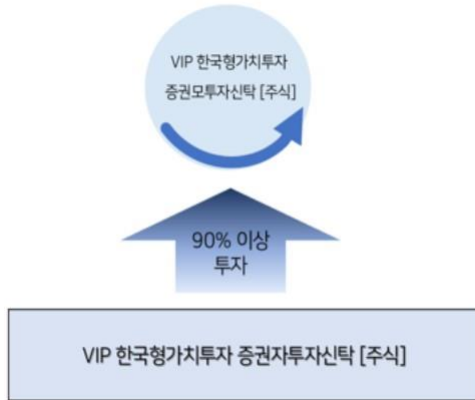 VIP 한국형가치투자
증권모투자신탁 [주식]
90% 이상
투자
VIP 한국형가치투자 증권자투자신탁 [주식]